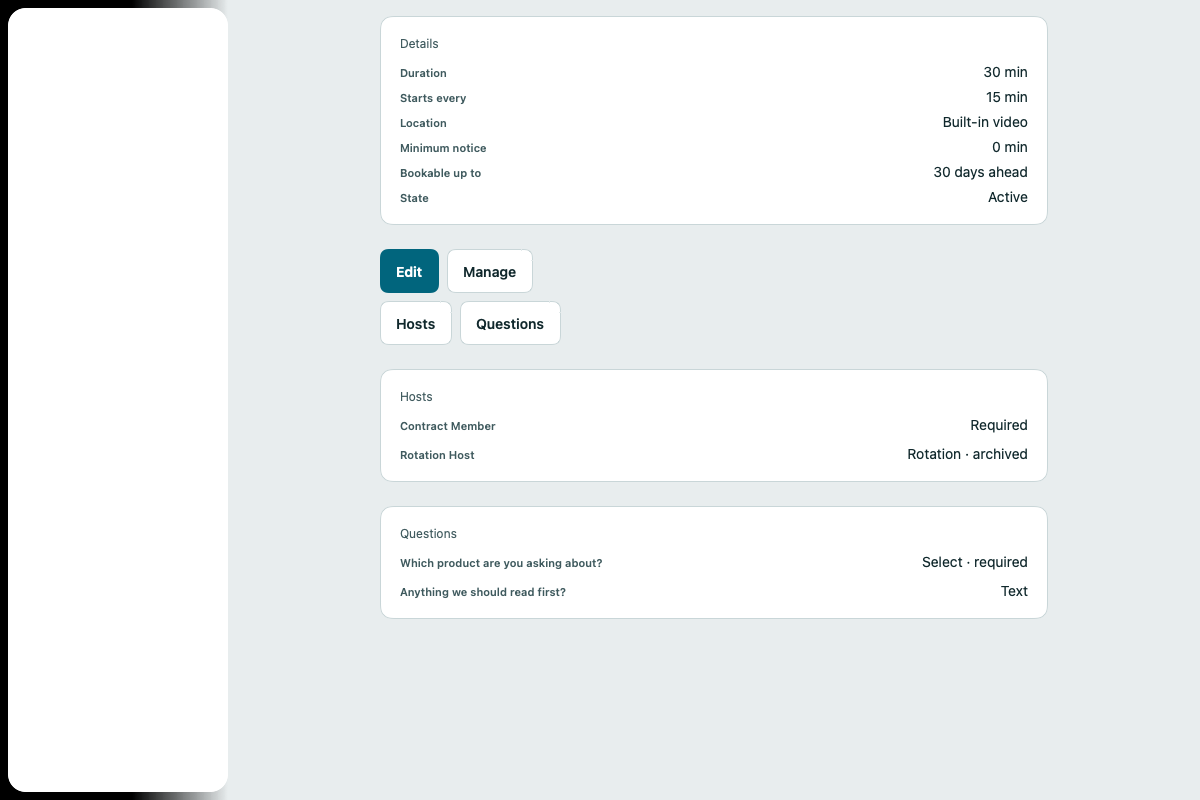 Details
Duration 30 min
Starts every 15 min
Location Built-in video
Minimum notice 0 min
Bookable up to 30 days ahead
State Active
Edit Manage
Hosts Questions
Hosts
Contract Member Required
Rotation Host Rotation · archived
Questions
Which product are you asking about? Select · required
Anything we should read first? Text